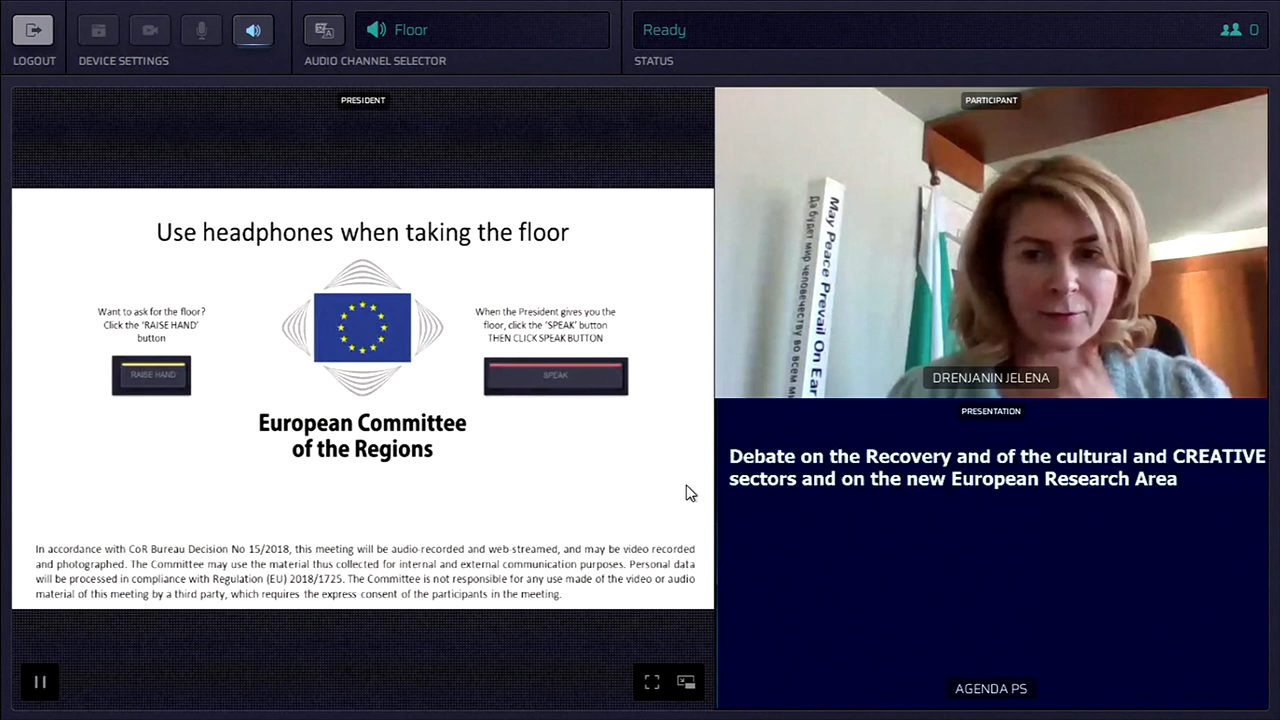 LOGOUT
DEVICE SETTINGS
Floor
AUDIO CHANNEL SELECTOR
Ready
0
STATUS
PRESIDENT
Use headphones when taking the floor
Want to ask for the floor?
Click the ‘RAISE HAND’
button
RAISE HAND
When the President gives you the
floor, click the ‘SPEAK’ button
THEN CLICK SPEAK BUTTON
SPEAK
European Committee
of the Regions
In accordance with CoR Bureau Decision No 15/2018, this meeting will be audio recorded and web streamed, and may be video recorded
and photographed. The Committee may use the material thus collected for internal and external communication purposes. Personal data
will be processed in compliance with Regulation (EU) 2018/1725. The Committee is not responsible for any use made of the video or audio
material of this meeting by a third party, which requires the express consent of the participants in the meeting.
PARTICIPANT
May Peace Prevail On Ear
Да будет мир человечеству во всем ми
DRENJANIN JELENA
PRESENTATION
Debate on the Recovery and of the cultural and CREATIVE
sectors and on the new European Research Area
AGENDA PS